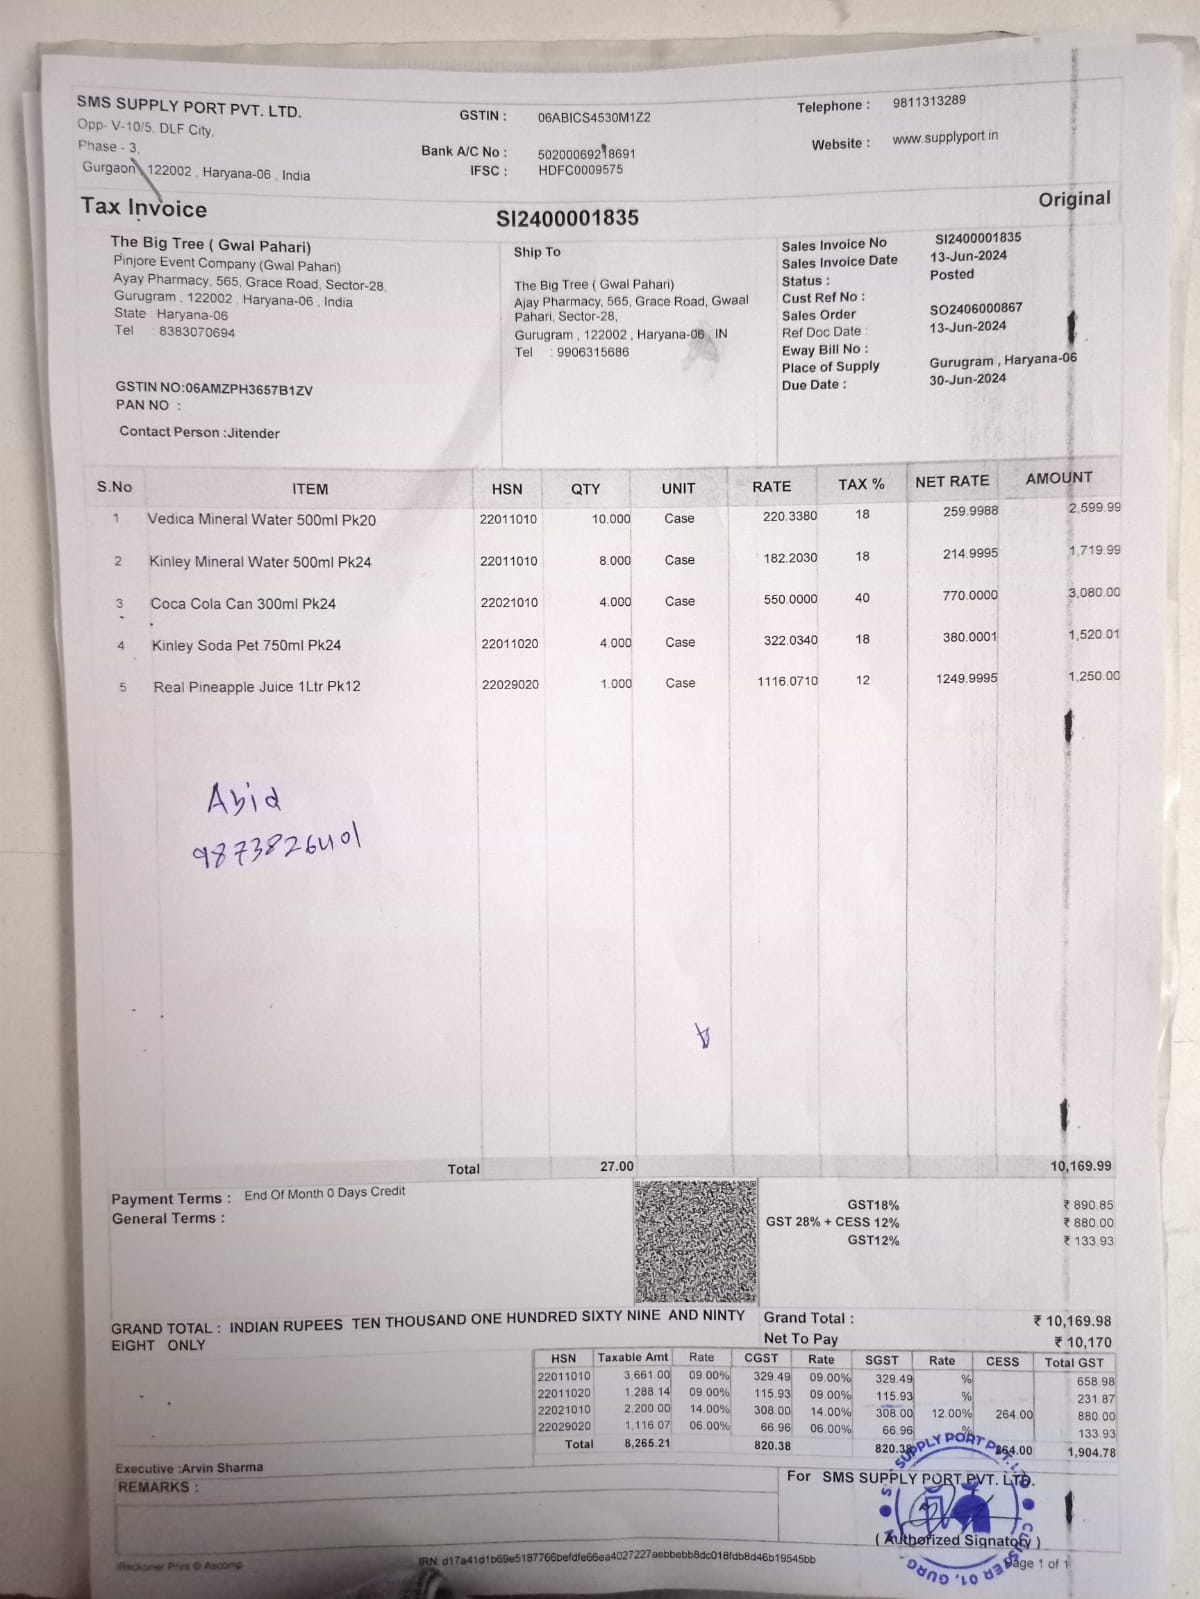 SMS SUPPLY PORT PVT. LTD.
Opp- V-10/5, DLF City,
Phase - 3,
Gurgaon 122002 , Haryana-06 , India
GSTIN : 06ABICS4530M1Z2
Bank A/C No : 50200069218691
IFSC : HDFC0009575
Telephone : 9811313289
Website : www.supplyport.in
Tax Invoice
SI2400001835
Original
The Big Tree ( Gwal Pahari)
Pinjore Event Company (Gwal Pahari)
Ayay Pharmacy, 565, Grace Road, Sector-28,
Gurugram , 122002 , Haryana-06 , India
State : Haryana-06
Tel : 8383070694
GSTIN NO:06AMZPH3657B1ZV
PAN NO :
Contact Person :Jitender
Ship To
The Big Tree ( Gwal Pahari)
Ajay Pharmacy, 565, Grace Road, Gwaal
Pahari, Sector-28,
Gurugram , 122002 , Haryana-06 IN
Tel : 9906315686
Sales Invoice No SI2400001835
Sales Invoice Date 13-Jun-2024
Status : Posted
Cust Ref No :
Sales Order SO2406000867
Ref Doc Date : 13-Jun-2024
Eway Bill No :
Place of Supply Gurugram , Haryana-06
Due Date : 30-Jun-2024
S.No ITEM HSN QTY UNIT RATE TAX % NET RATE AMOUNT
1 Vedica Mineral Water 500ml Pk20 22011010 10.000 Case 220.3380 18 259.9988 2,599.99
2 Kinley Mineral Water 500ml Pk24 22011010 8.000 Case 182.2030 18 214.9995 1,719.99
3 Coca Cola Can 300ml Pk24 22021010 4.000 Case 550.0000 40 770.0000 3,080.00
4 Kinley Soda Pet 750ml Pk24 22011020 4.000 Case 322.0340 18 380.0001 1,520.01
5 Real Pineapple Juice 1Ltr Pk12 22029020 1.000 Case 1116.0710 12 1249.9995 1,250.00
Abid
9873826401
Total 27.00 10,169.99
Payment Terms : End Of Month 0 Days Credit
General Terms :
GST18% ₹ 890.85
GST 28% + CESS 12% ₹ 880.00
GST12% ₹ 133.93
GRAND TOTAL : INDIAN RUPEES TEN THOUSAND ONE HUNDRED SIXTY NINE AND NINTY
EIGHT ONLY
Grand Total : ₹ 10,169.98
Net To Pay ₹ 10,170
HSN Taxable Amt Rate CGST Rate SGST Rate CESS Total GST
22011010 3,661.00 09.00% 329.49 09.00% 329.49 % 658.98
22011020 1,288.14 09.00% 115.93 09.00% 115.93 % 231.87
22021010 2,200.00 14.00% 308.00 14.00% 308.00 12.00% 264.00 880.00
22029020 1,116.07 06.00% 66.96 06.00% 66.96 % 133.93
Total 8,265.21 820.38 820.38 264.00 1,904.78
Executive :Arvin Sharma
REMARKS :
For SMS SUPPLY PORT PVT. LTD.
( Authorized Signatory )
iReckoner Print © Ascomp
IRN d17a41d1b69e5187766befdfe66ea4027227aebbebb8dc018fdb8d46b19545bb
Page 1 of 1